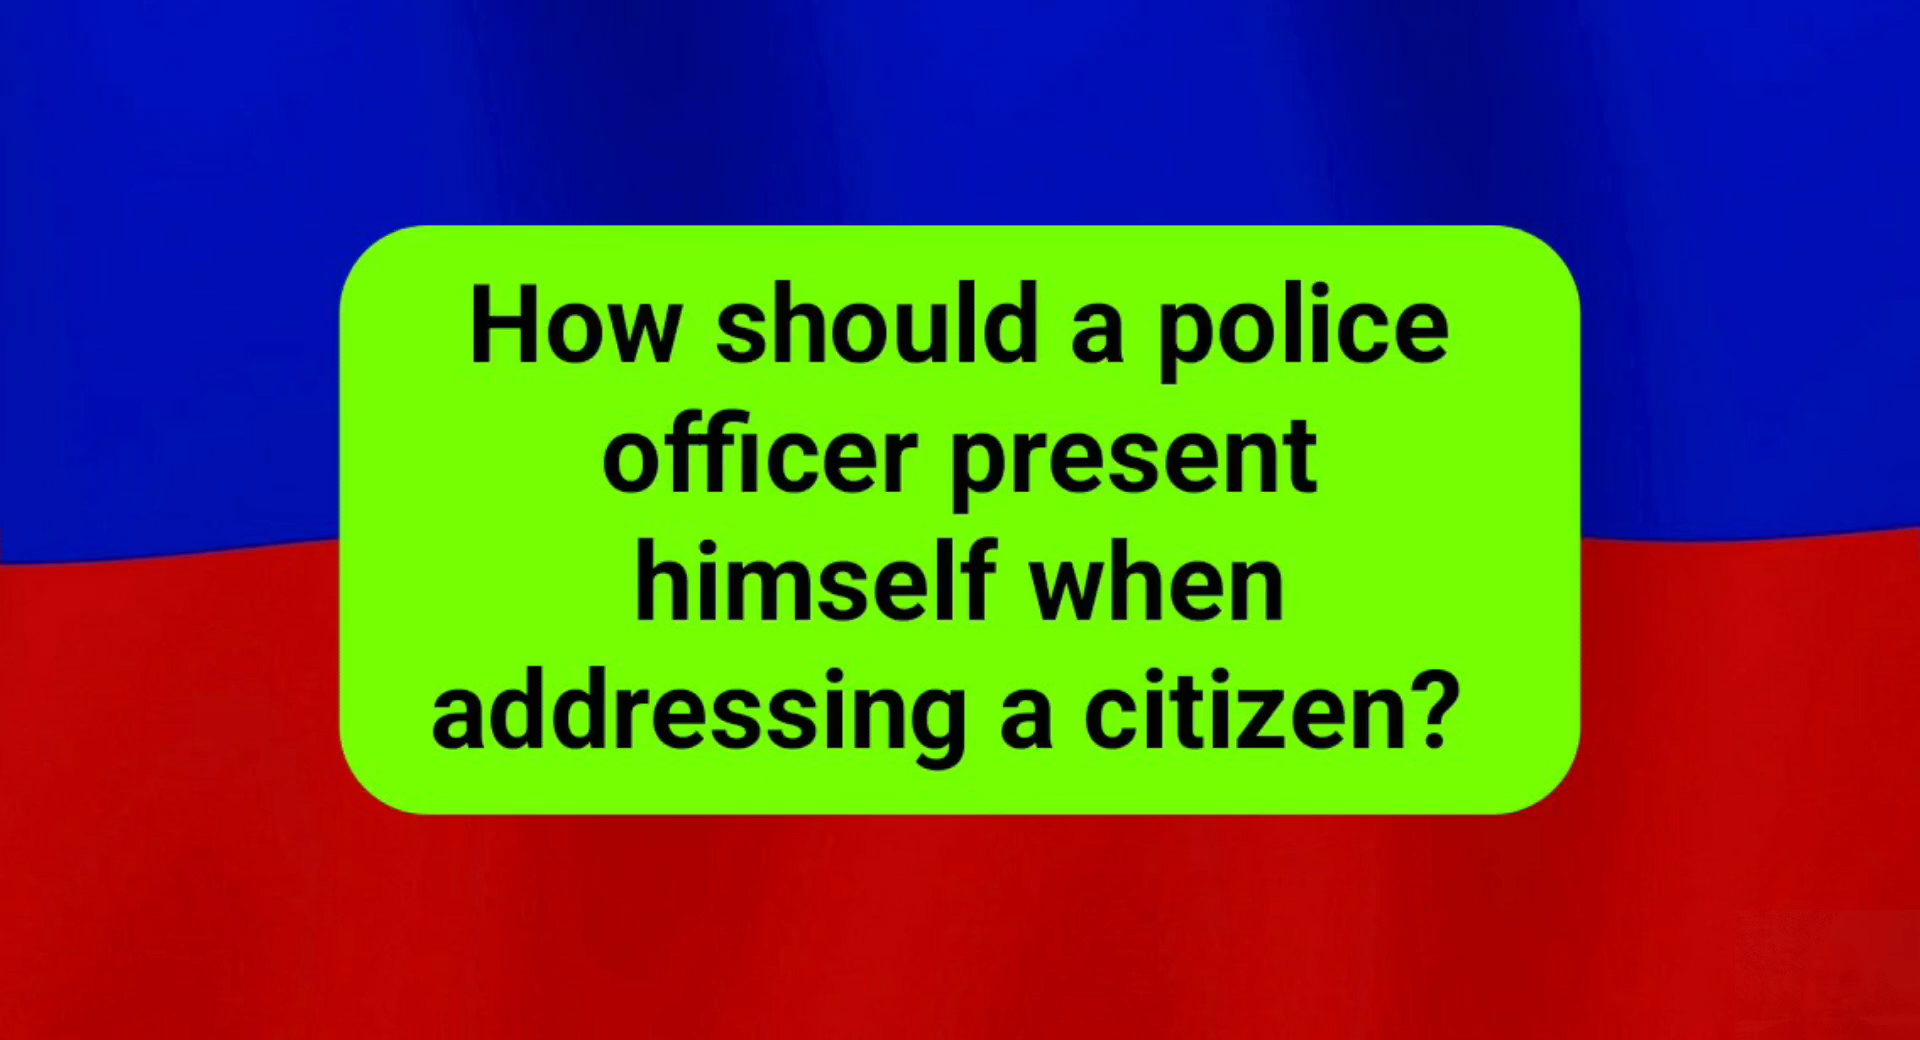 How should a police
officer present
himself when
addressing a citizen?